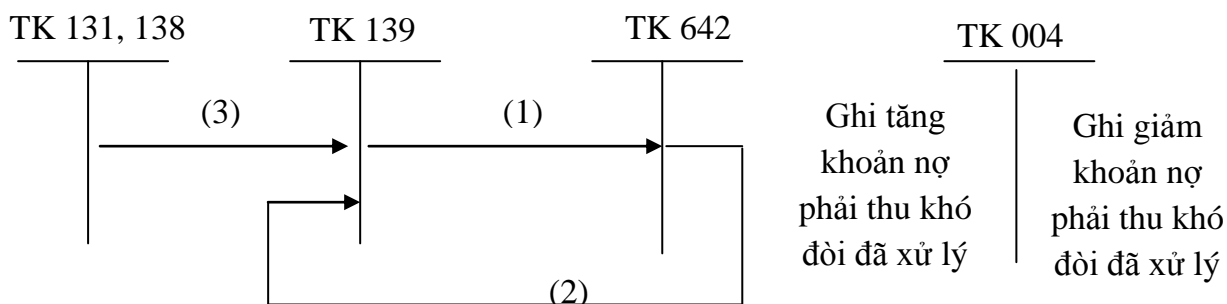 TK 131, 138
TK 139
TK 642
TK 004
(3)
(1)
(2)
Ghi tăng
khoản nợ
phải thu khó
đòi đã xử lý
Ghi giảm
khoản nợ
phải thu khó
đòi đã xử lý